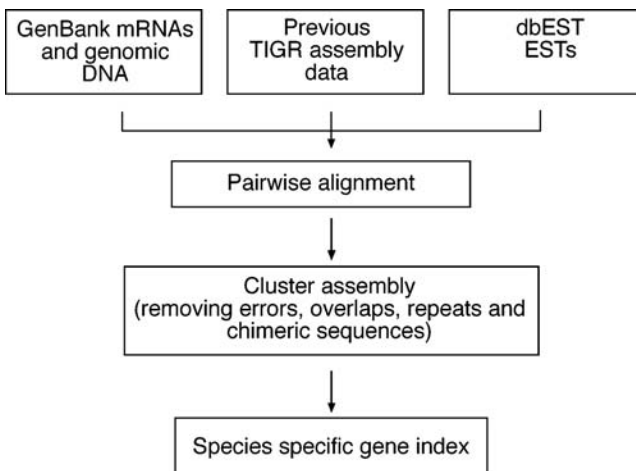 GenBank mRNAs
and genomic
DNA
Previous
TIGR assembly
data
dbEST
ESTs
Pairwise alignment
Cluster assembly
(removing errors, overlaps, repeats and
chimeric sequences)
Species specific gene index